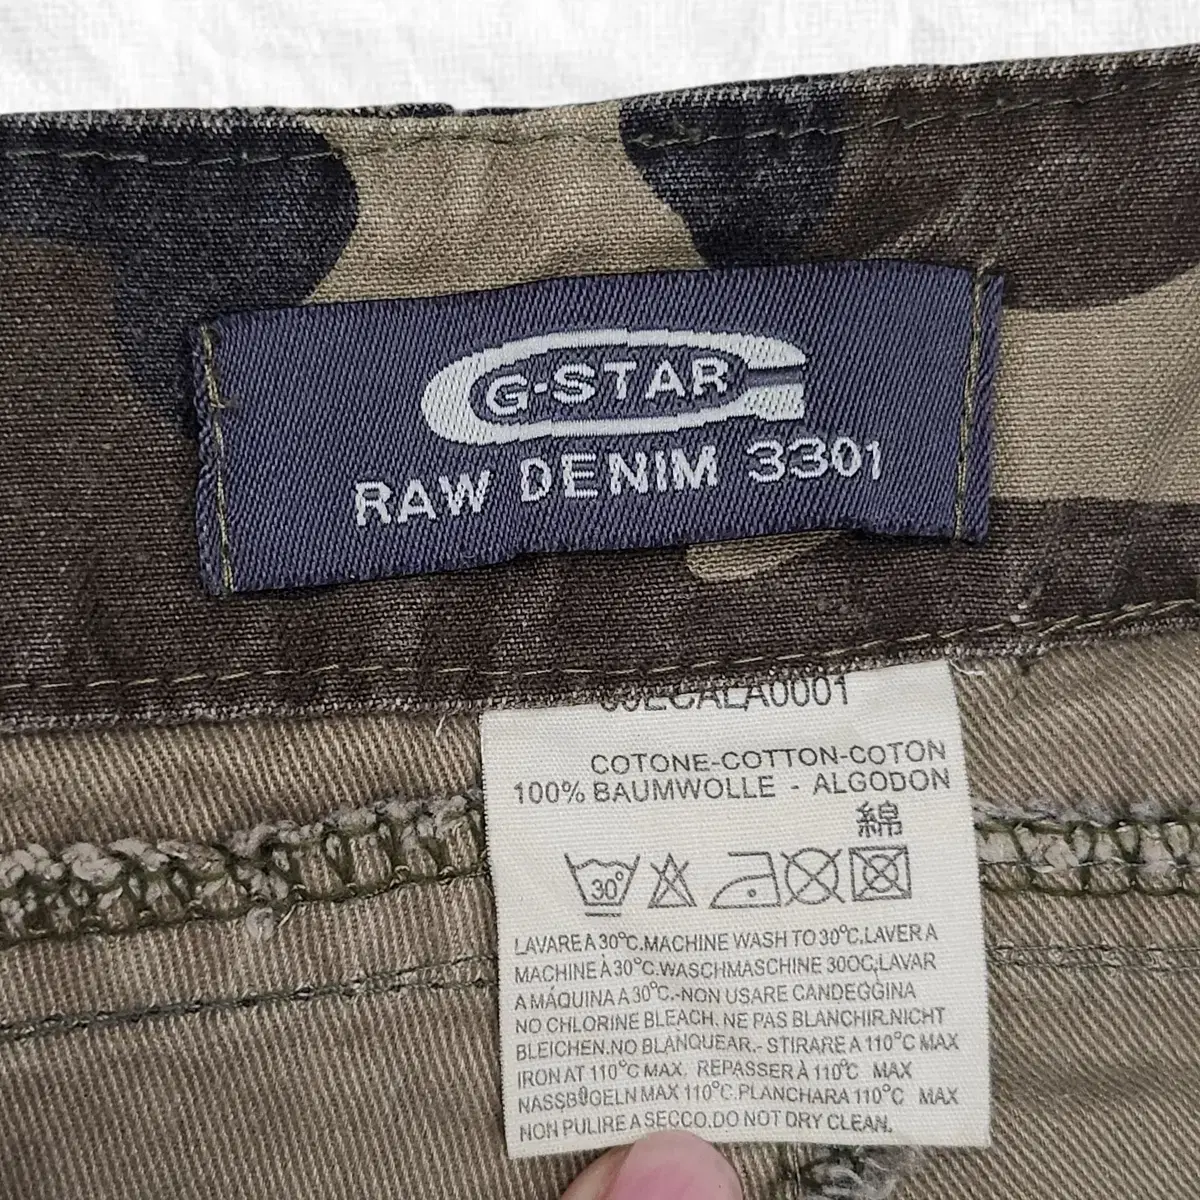 G-STAR
RAW DENIM 3301
COTONE-COTTON-COTON
100% BAUMWOLLE - ALGODON
綿
30°
LAVARE A 30°C.MACHINE WASH TO 30°C.LAVER A
MACHINE À 30°C.WASCHMASCHINE 30OC,LAVAR
A MÁQUINA A 30°C.-NON USARE CANDEGGINA
NO CHLORINE BLEACH. NE PAS BLANCHIR.NICHT
BLEICHEN.NO BLANQUEAR.- STIRARE A 110°C MAX
IRON AT 110°C MAX. REPASSER À 110°C MAX
MAX 110°C.PLANCHARA 110°C MAX
NON PULIRE A SECCO.DO NOT DRY CLEAN.